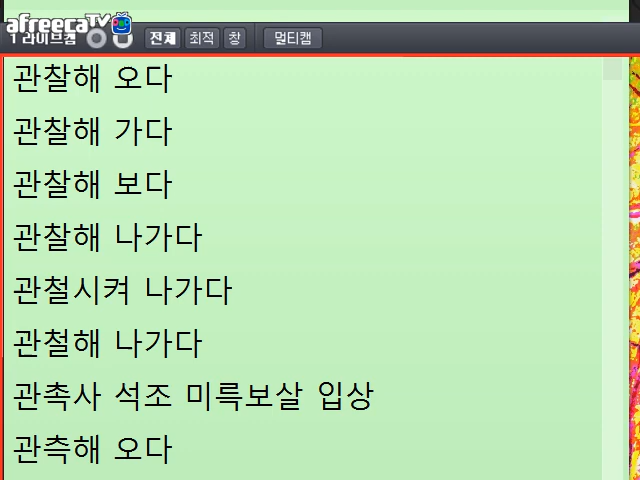 afreecaTV
1 라이브캠 전체 최적 창 멀티캠
관찰해 오다
관찰해 가다
관찰해 보다
관찰해 나가다
관철시켜 나가다
관철해 나가다
관촉사 석조 미륵보살 입상
관측해 오다